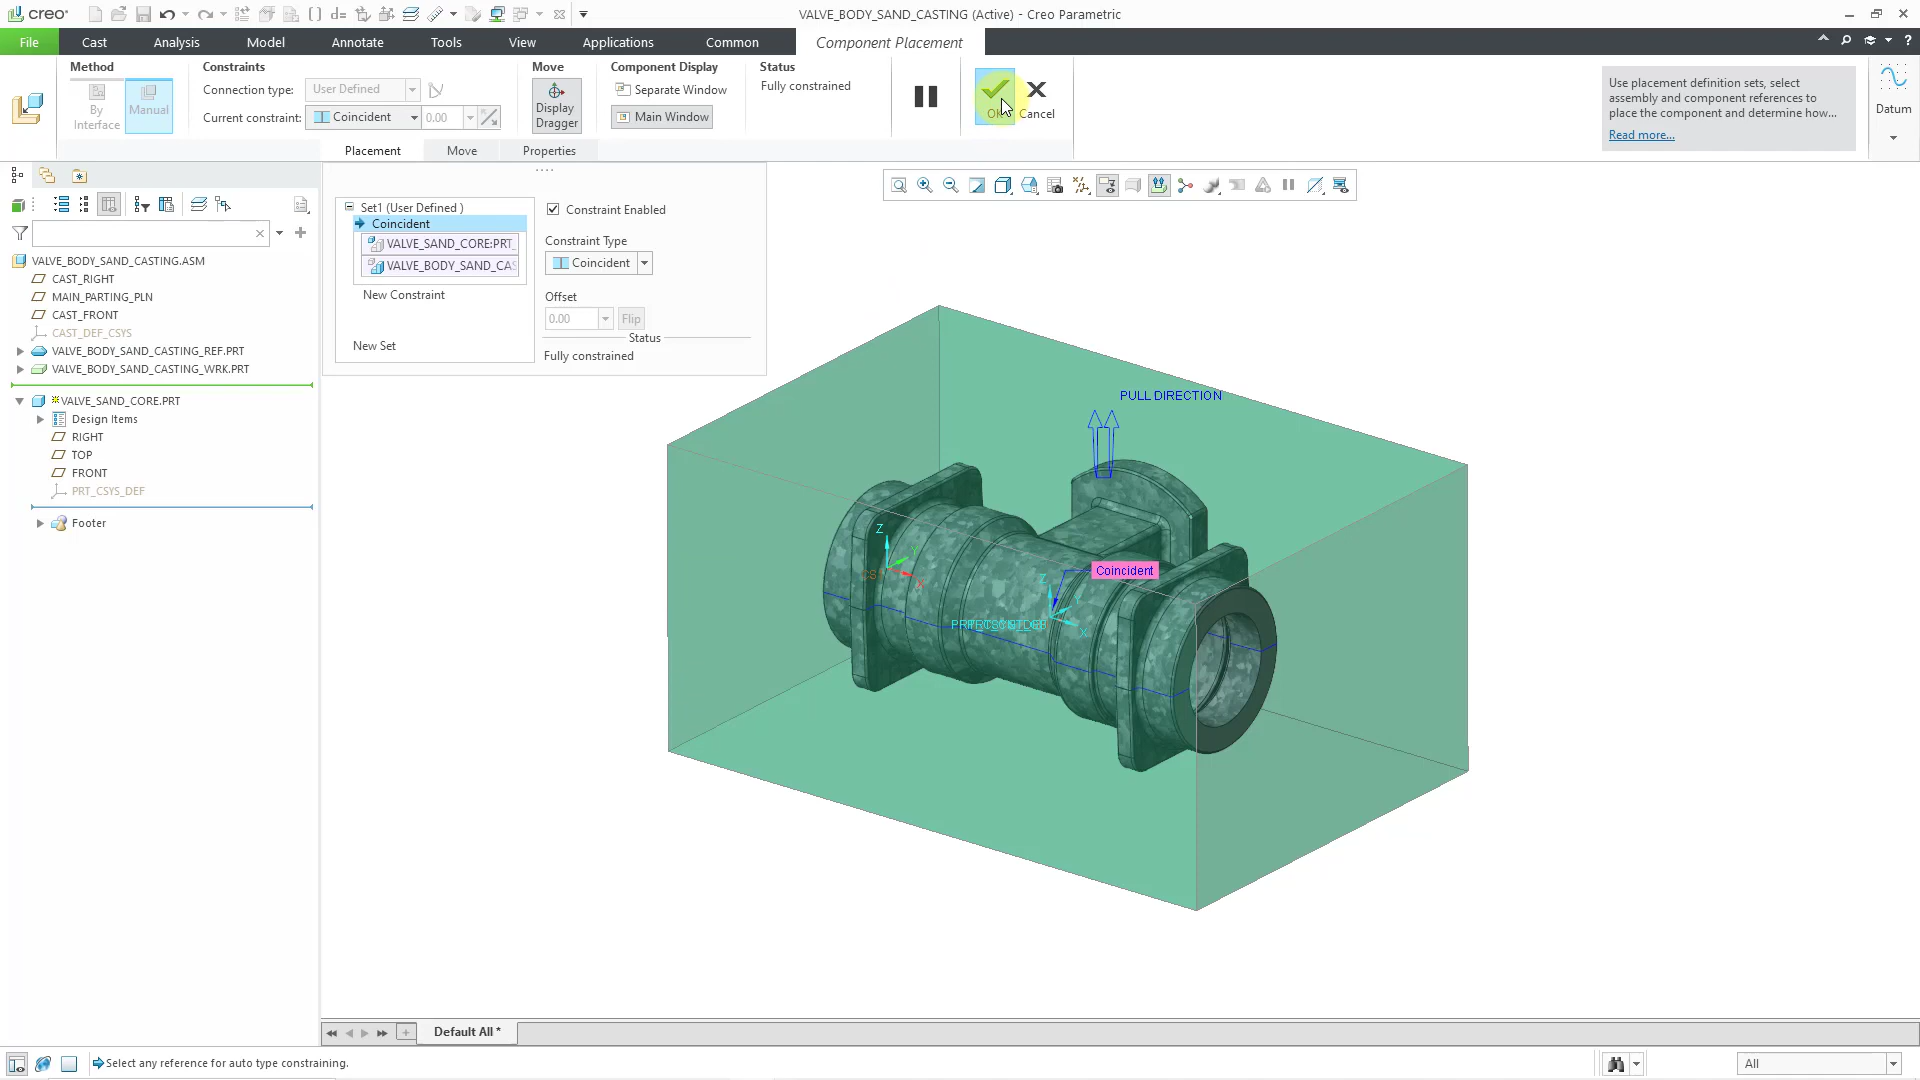 creo
VALVE_BODY_SAND_CASTING (Active) - Creo Parametric
File
Cast
Analysis
Model
Annotate
Tools
View
Applications
Common
Component Placement
Method
By Interface
Manual
Constraints
Connection type: User Defined
Current constraint: Coincident 0.00
Move
Display Dragger
Component Display
Separate Window
Main Window
Status
Fully constrained
Cancel
Use placement definition sets, select
assembly and component references to
place the component and determine how...
Read more...
Datum
Placement
Move
Properties
Set1 (User Defined )
Coincident
VALVE_SAND_CORE:PRT_
VALVE_BODY_SAND_CAS
New Constraint
New Set
Constraint Enabled
Constraint Type
Coincident
Offset
0.00
Flip
Status
Fully constrained
VALVE_BODY_SAND_CASTING.ASM
CAST_RIGHT
MAIN_PARTING_PLN
CAST_FRONT
CAST_DEF_CSYS
VALVE_BODY_SAND_CASTING_REF.PRT
VALVE_BODY_SAND_CASTING_WRK.PRT
VALVE_SAND_CORE.PRT
Design Items
RIGHT
TOP
FRONT
PRT_CSYS_DEF
Footer
PULL DIRECTION
Z
Y
X
Coincident
Z
Y
X
Default All *
Select any reference for auto type constraining.
All